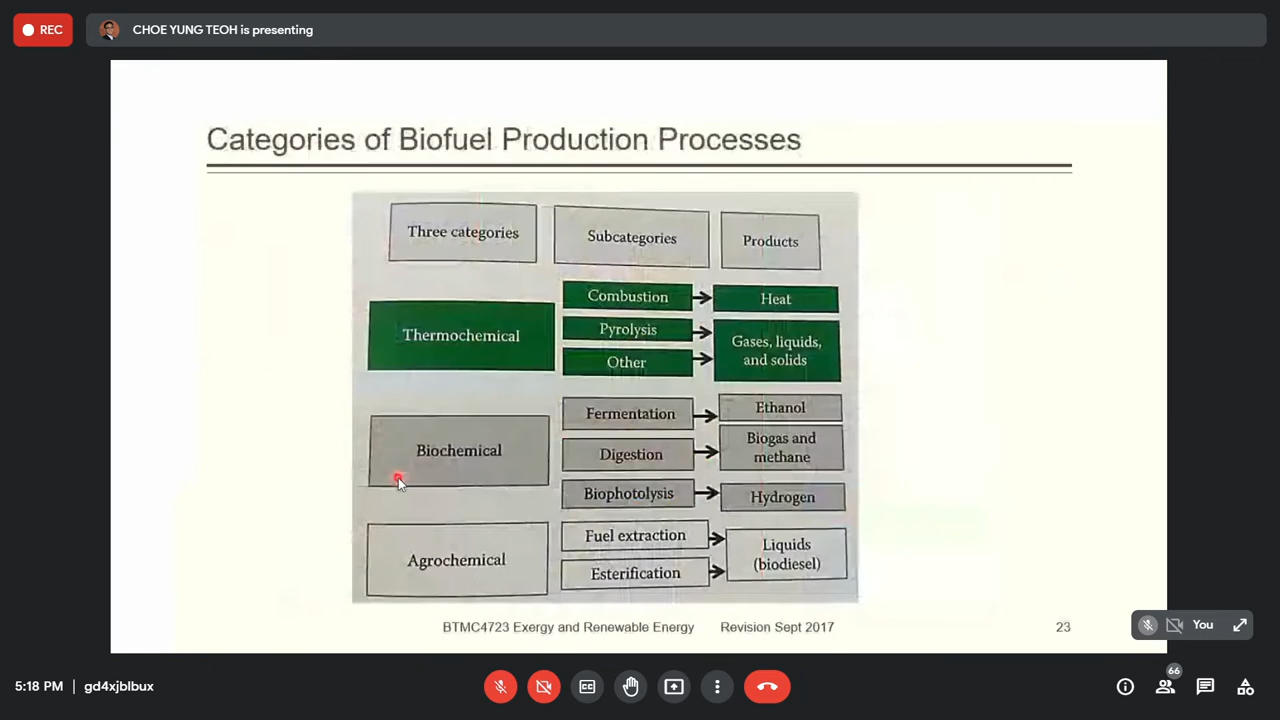 REC
CHOE YUNG TEOH is presenting
Categories of Biofuel Production Processes
Three categories
Subcategories
Products
Thermochemical
Combustion
Heat
Pyrolysis
Other
Gases, liquids,
and solids
Biochemical
Fermentation
Ethanol
Digestion
Biogas and
methane
Biophotolysis
Hydrogen
Agrochemical
Fuel extraction
Esterification
Liquids
(biodiesel)
BTMC4723 Exergy and Renewable Energy
Revision Sept 2017
23
You
5:18 PM | gd4xjblbux
CC
66